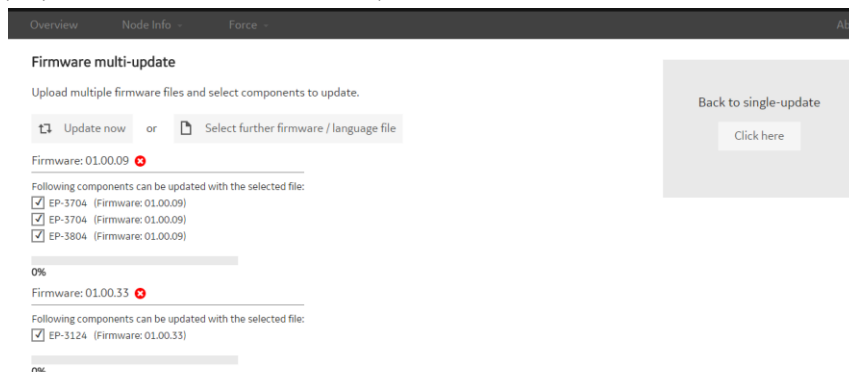 Overview Node Info - Force - Ab
Firmware multi-update
Upload multiple firmware files and select components to update.
Back to single-update
Update now or Select further firmware / language file
Click here
Firmware: 01.00.09
Following components can be updated with the selected file:
EP-3704 (Firmware: 01.00.09)
EP-3704 (Firmware: 01.00.09)
EP-3804 (Firmware: 01.00.09)
0%
Firmware: 01.00.33
Following components can be updated with the selected file:
EP-3124 (Firmware: 01.00.33)
0%